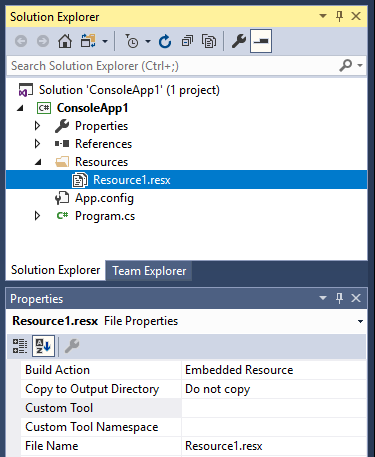 Solution Explorer
Search Solution Explorer (Ctrl+;)
Solution 'ConsoleApp1' (1 project)
C# ConsoleApp1
Properties
References
Resources
Resource1.resx
App.config
C# Program.cs
Solution Explorer Team Explorer
Properties
Resource1.resx File Properties
Build Action Embedded Resource
Copy to Output Directory Do not copy
Custom Tool
Custom Tool Namespace
File Name Resource1.resx